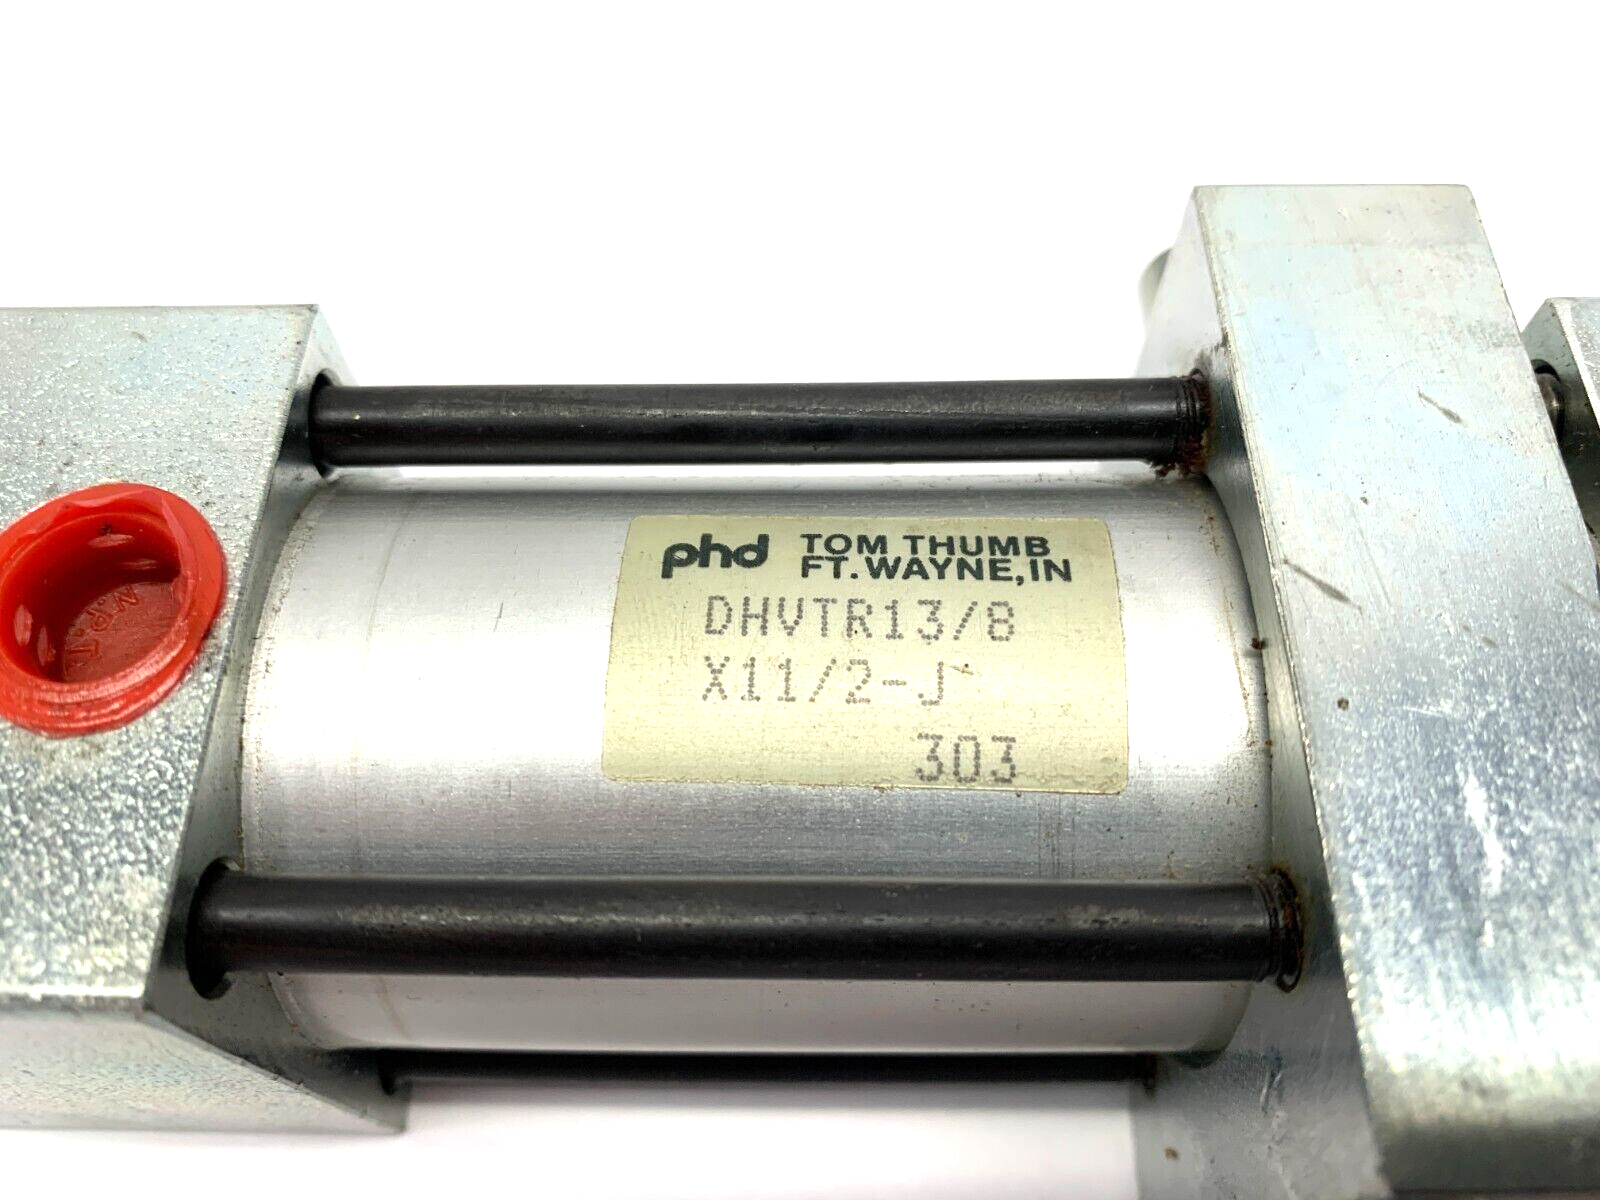 phd TOM THUMB
FT. WAYNE, IN
DHVTR13/8
X11/2-J
303